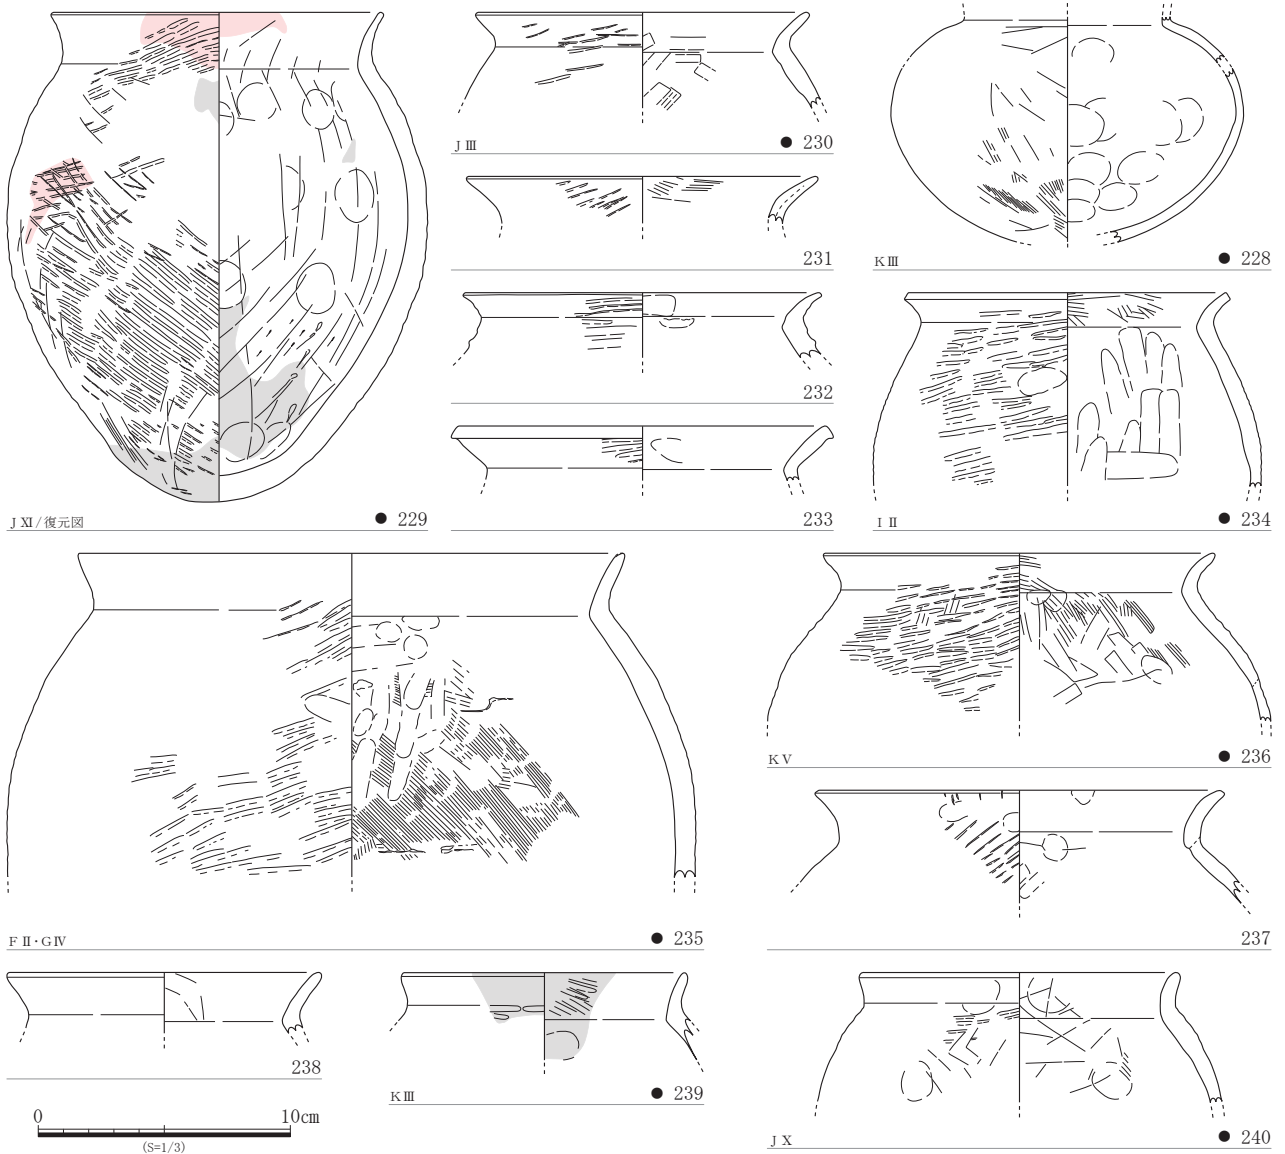 J Ⅲ ● 230
231
K Ⅲ ● 228
232
J Ⅺ/復元図 ● 229
233
I Ⅱ ● 234
K Ⅴ ● 236
F Ⅱ・G Ⅳ ● 235
237
238
K Ⅲ ● 239
0 10cm
(S=1/3)
J Ⅹ ● 240